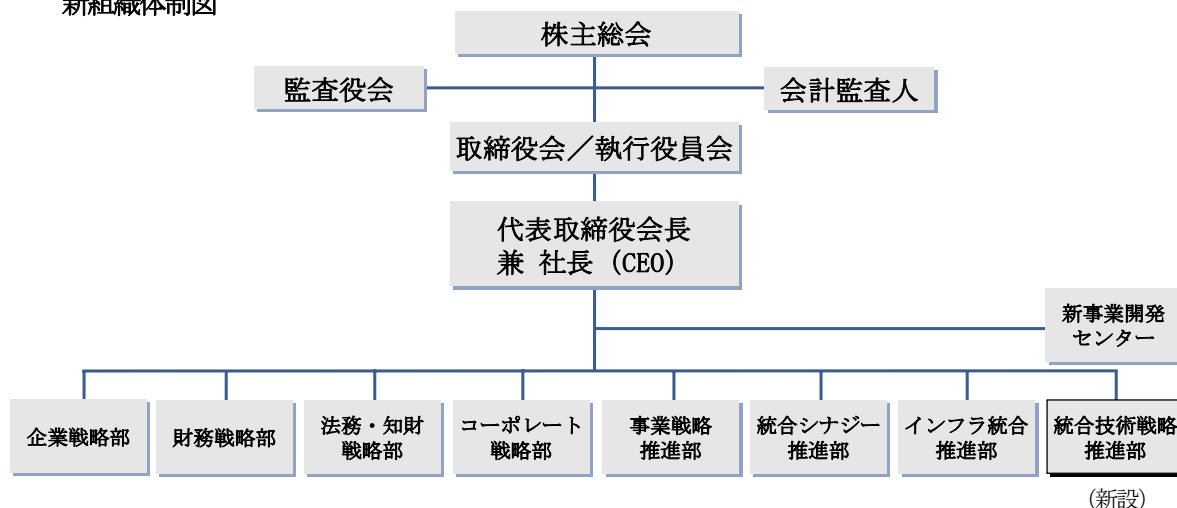 新組織体制図
株主総会
監査役会
会計監査人
取締役会／執行役員会
代表取締役会長
兼 社長（CEO）
新事業開発
センター
企業戦略部
財務戦略部
法務・知財
戦略部
コーポレート
戦略部
事業戦略
推進部
統合シナジー
推進部
インフラ統合
推進部
統合技術戦略
推進部
（新設）